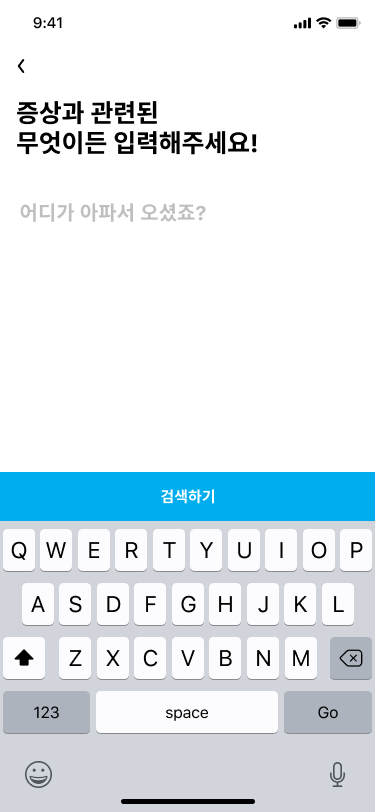 9:41
증상과 관련된
무엇이든 입력해주세요!
어디가 아파서 오셨죠?
검색하기
Q W E R T Y U I O P
A S D F G H J K L
Z X C V B N M
123 space Go